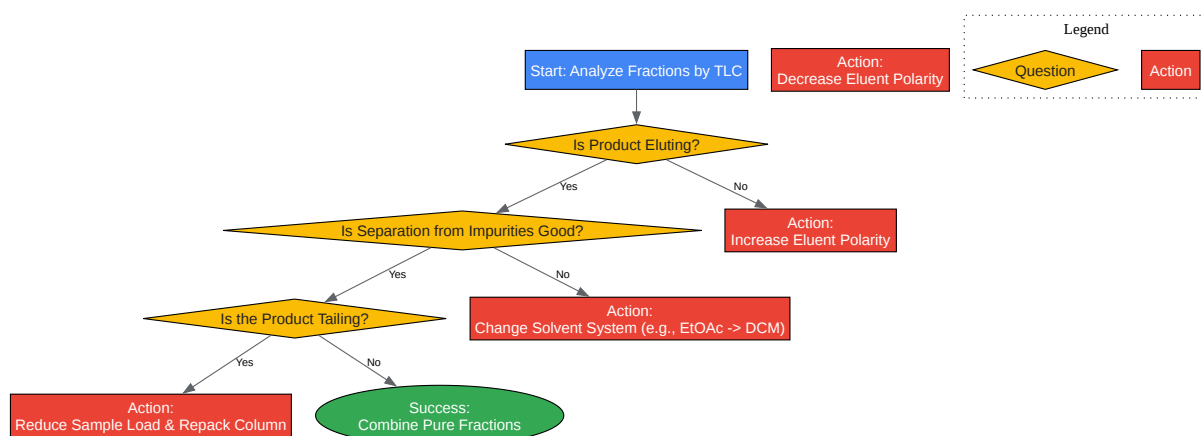 Legend
Start: Analyze Fractions by TLC
Action:
Decrease Eluent Polarity
Question
Action
Is Product Eluting?
Yes
No
Is Separation from Impurities Good?
Action:
Increase Eluent Polarity
Yes
No
Is the Product Tailing?
Action:
Change Solvent System (e.g., EtOAc -> DCM)
Yes
No
Action:
Reduce Sample Load & Repack Column
Success:
Combine Pure Fractions